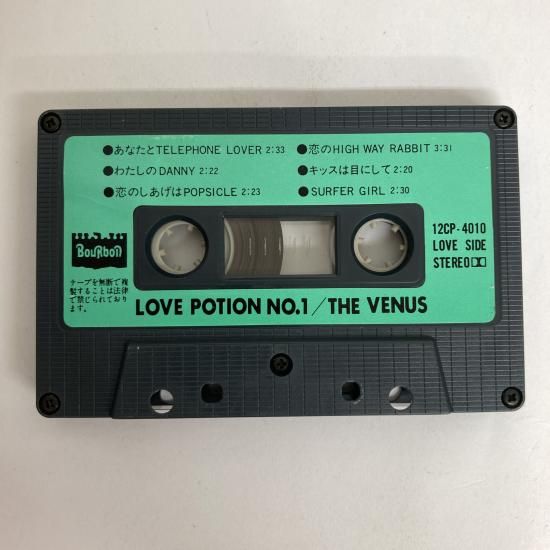 ●あなたとTELEPHONE LOVER 2:33
●わたしのDANNY 2:22
●恋のしあげはPOPSICLE 2:23
●恋のHIGH WAY RABBIT 3:31
●キッスは目にして 2:20
●SURFER GIRL 2:30
BouRboN
テープを無断で複
製することは法律
で禁じられており
ます。
12CP-4010
LOVE SIDE
STEREO
LOVE POTION NO.1/THE VENUS